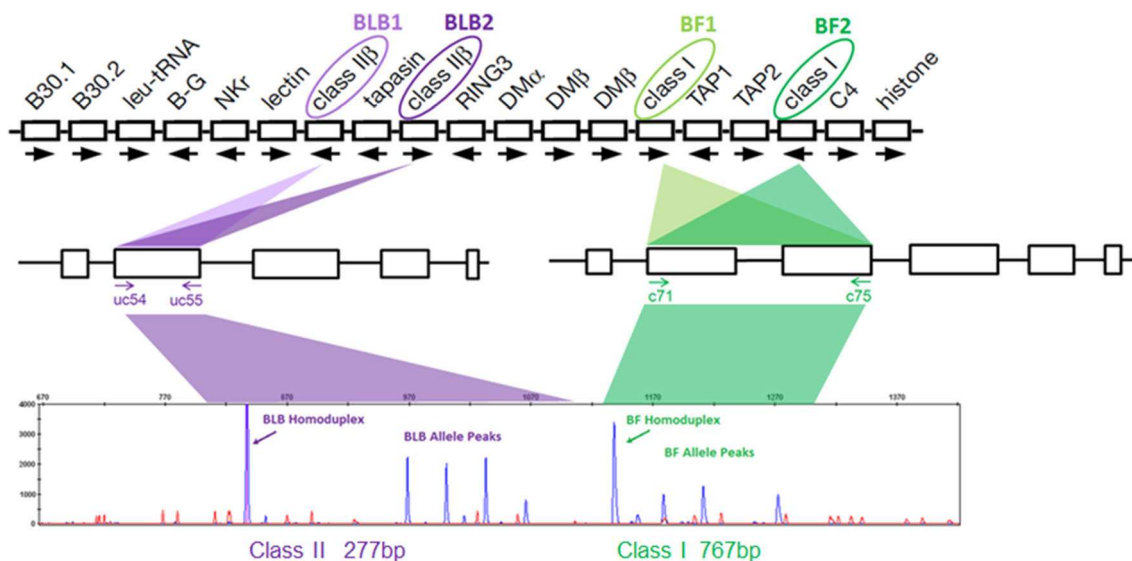 BLB1 BLB2 BF1 BF2
B30.1 B30.2 leu-tRNA B-G NKr lectin class IIβ tapasin class IIβ RING3 DMα DMβ DMβ class I TAP1 TAP2 class I C4 histone
uc54 uc55 c71 c75
670 770 870 970 1070 1170 1270 1370
4000
3000
2000
1000
0
BLB Homoduplex
BLB Allele Peaks
BF Homoduplex
BF Allele Peaks
Class II 277bp Class I 767bp